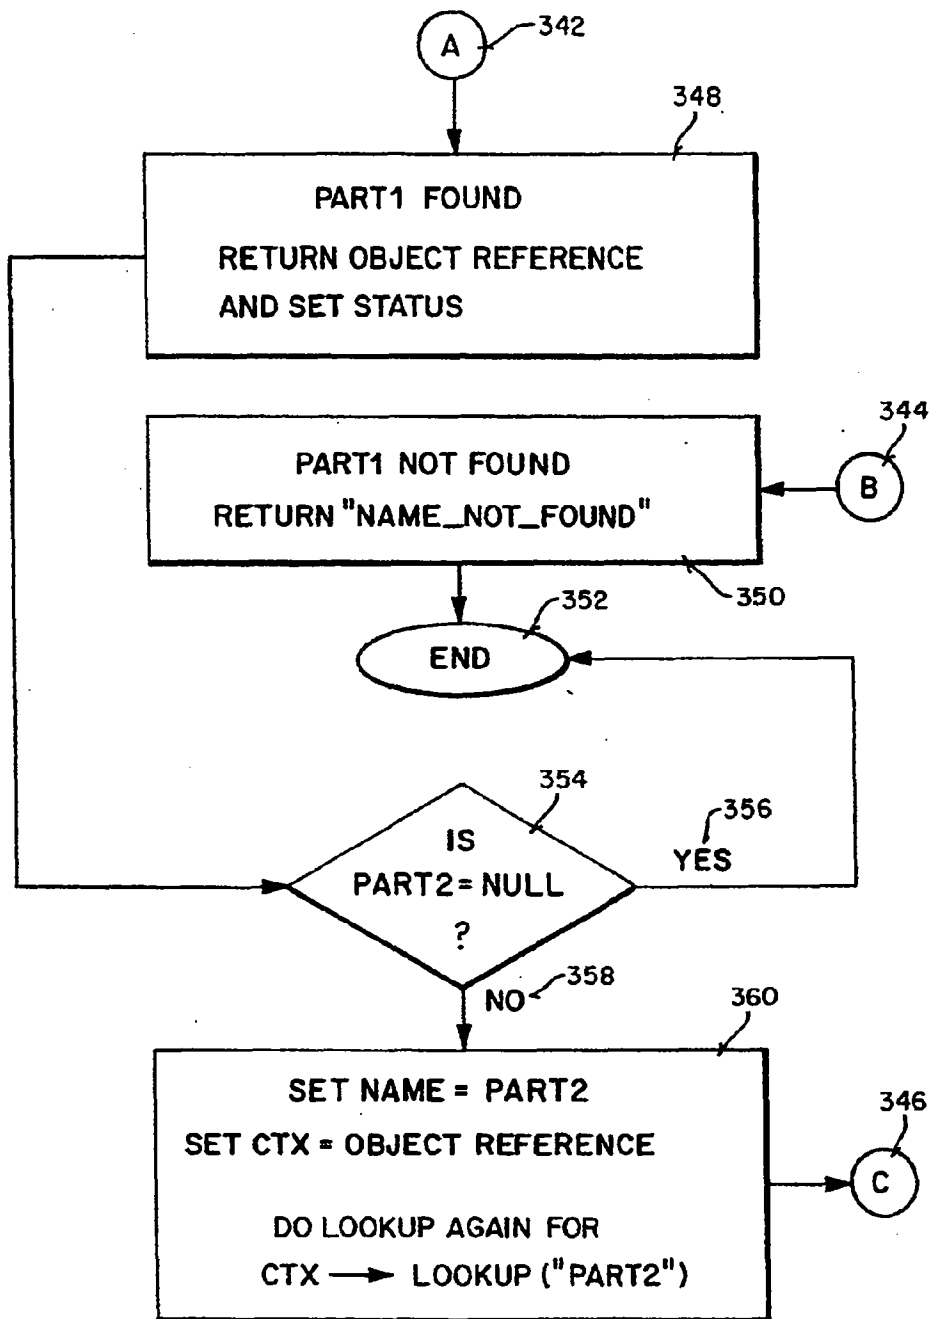 A
342
348
PART1 FOUND
RETURN OBJECT REFERENCE
AND SET STATUS
344
PART1 NOT FOUND
RETURN "NAME_NOT_FOUND"
B
350
352
END
354
IS
PART2 = NULL
?
356
YES
358
NO
360
SET NAME = PART2
SET CTX = OBJECT REFERENCE
346
C
DO LOOKUP AGAIN FOR
CTX → LOOKUP ("PART2")